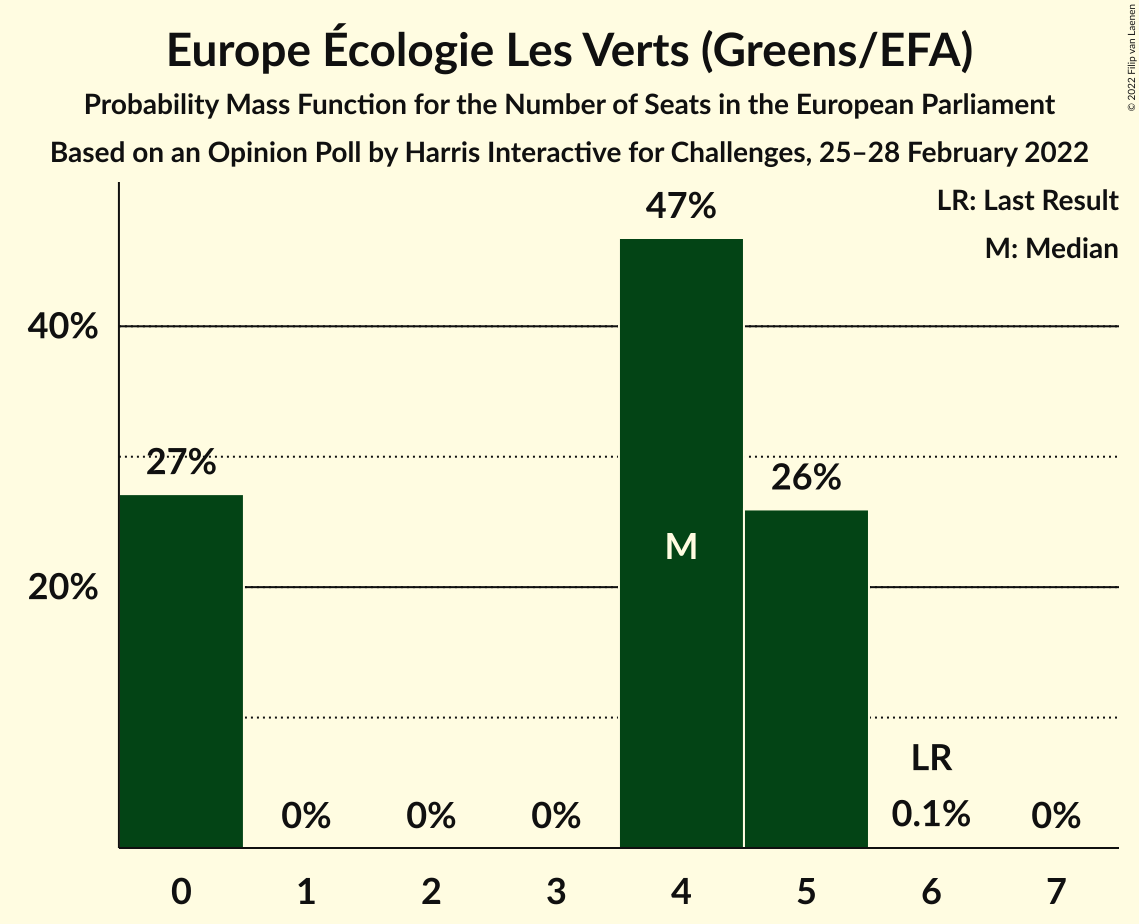 Europe Écologie Les Verts (Greens/EFA)
Probability Mass Function for the Number of Seats in the European Parliament
Based on an Opinion Poll by Harris Interactive for Challenges, 25–28 February 2022
© 2022 Filip van Laenen
LR: Last Result
M: Median
47%
40%
27%
26%
M
20%
LR
0%
0%
0%
0.1%
0%
0 1 2 3 4 5 6 7